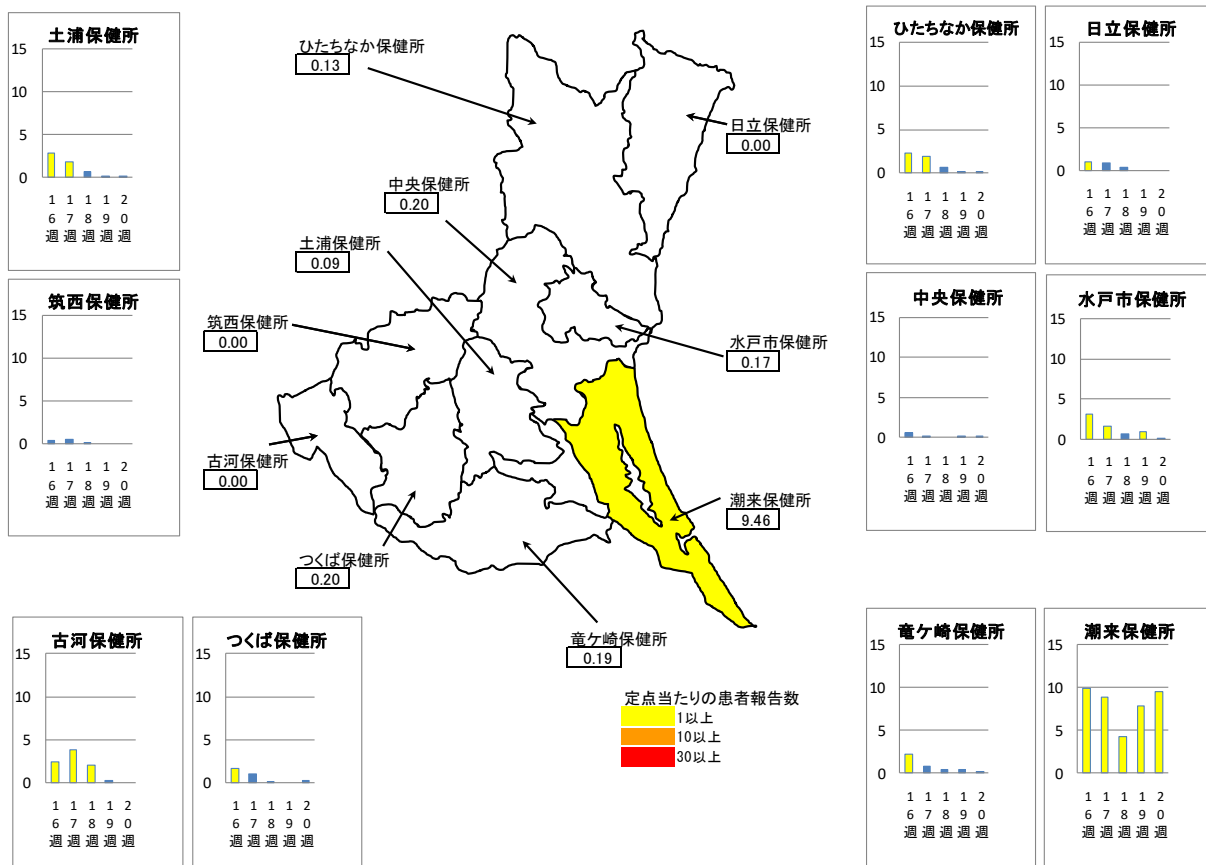 土浦保健所
15
10
5
0
16週
17週
18週
19週
20週
筑西保健所
15
10
5
0
16週
17週
18週
19週
20週
古河保健所
15
10
5
0
16週
17週
18週
19週
20週
つくば保健所
15
10
5
0
16週
17週
18週
19週
20週
ひたちなか保健所
0.13
日立保健所
0.00
中央保健所
0.20
土浦保健所
0.09
筑西保健所
0.00
水戸市保健所
0.17
古河保健所
0.00
潮来保健所
9.46
つくば保健所
0.20
竜ケ崎保健所
0.19
定点当たりの患者報告数
1以上
10以上
30以上
ひたちなか保健所
15
10
5
0
16週
17週
18週
19週
20週
日立保健所
15
10
5
0
16週
17週
18週
19週
20週
中央保健所
15
10
5
0
16週
17週
18週
19週
20週
水戸市保健所
15
10
5
0
16週
17週
18週
19週
20週
竜ケ崎保健所
15
10
5
0
16週
17週
18週
19週
20週
潮来保健所
15
10
5
0
16週
17週
18週
19週
20週